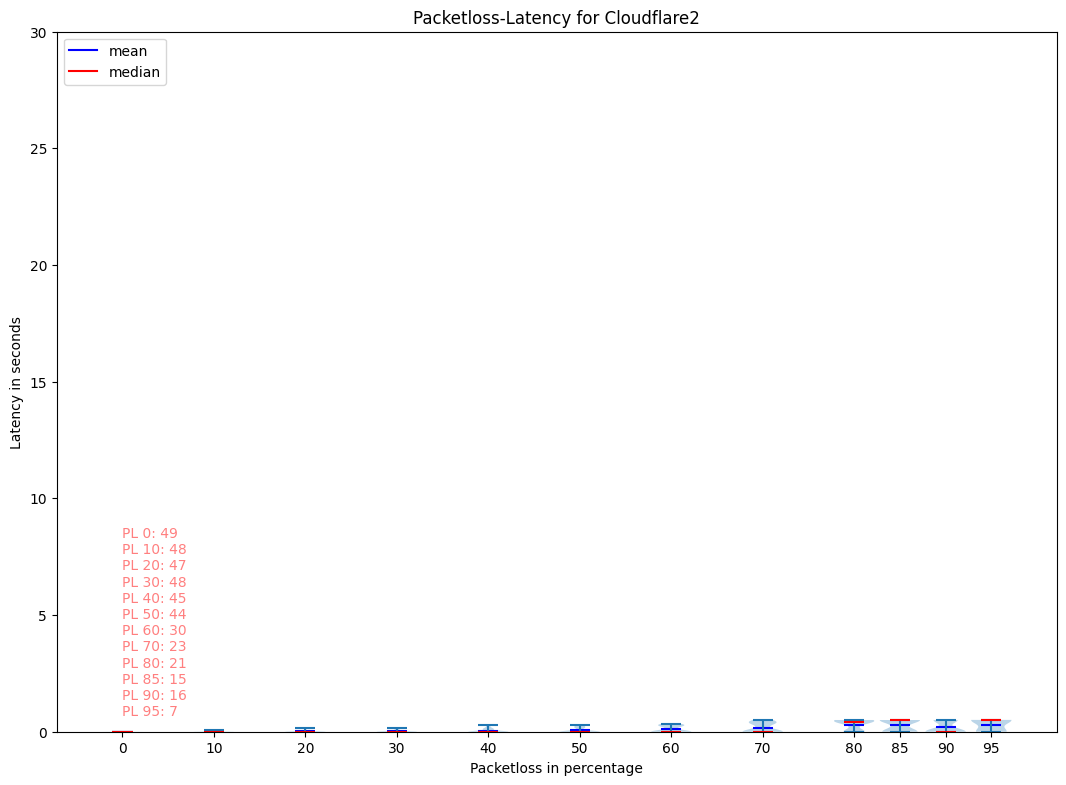 Packetloss-Latency for Cloudflare2
mean
median
30
25
20
15
10
5
0
Latency in seconds
PL 0: 49
PL 10: 48
PL 20: 47
PL 30: 48
PL 40: 45
PL 50: 44
PL 60: 30
PL 70: 23
PL 80: 21
PL 85: 15
PL 90: 16
PL 95: 7
0 10 20 30 40 50 60 70 80 85 90 95
Packetloss in percentage